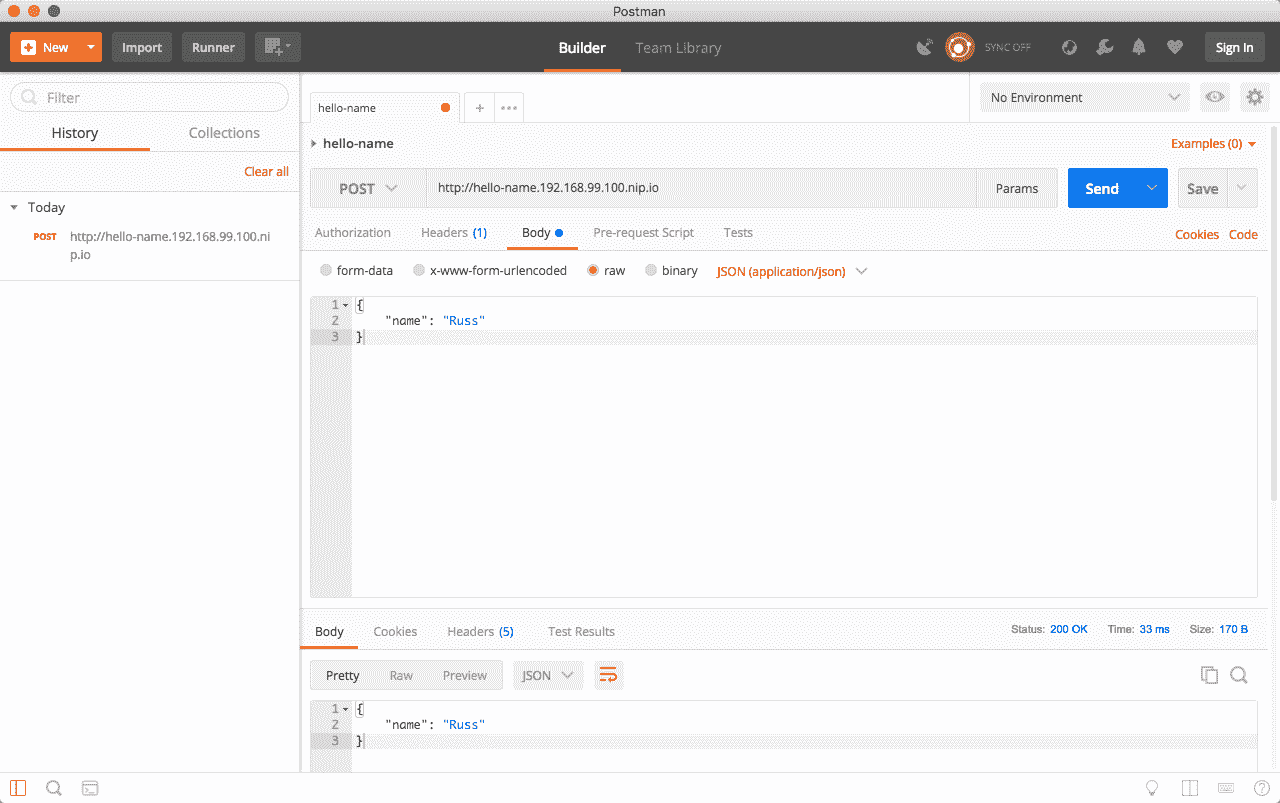 Postman
New
Import
Runner
Builder
Team Library
SYNC OFF
Sign In
Filter
History
Collections
Clear all
Today
POST http://hello-name.192.168.99.100.ni
p.io
hello-name
No Environment
hello-name
Examples (0)
POST
http://hello-name.192.168.99.100.nip.io
Params
Send
Save
Authorization
Headers (1)
Body
Pre-request Script
Tests
Cookies
Code
form-data
x-www-form-urlencoded
raw
binary
JSON (application/json)
1 {
2 "name": "Russ"
3 }
Body
Cookies
Headers (5)
Test Results
Status: 200 OK
Time: 33 ms
Size: 170 B
Pretty
Raw
Preview
JSON
1 {
2 "name": "Russ"
3 }